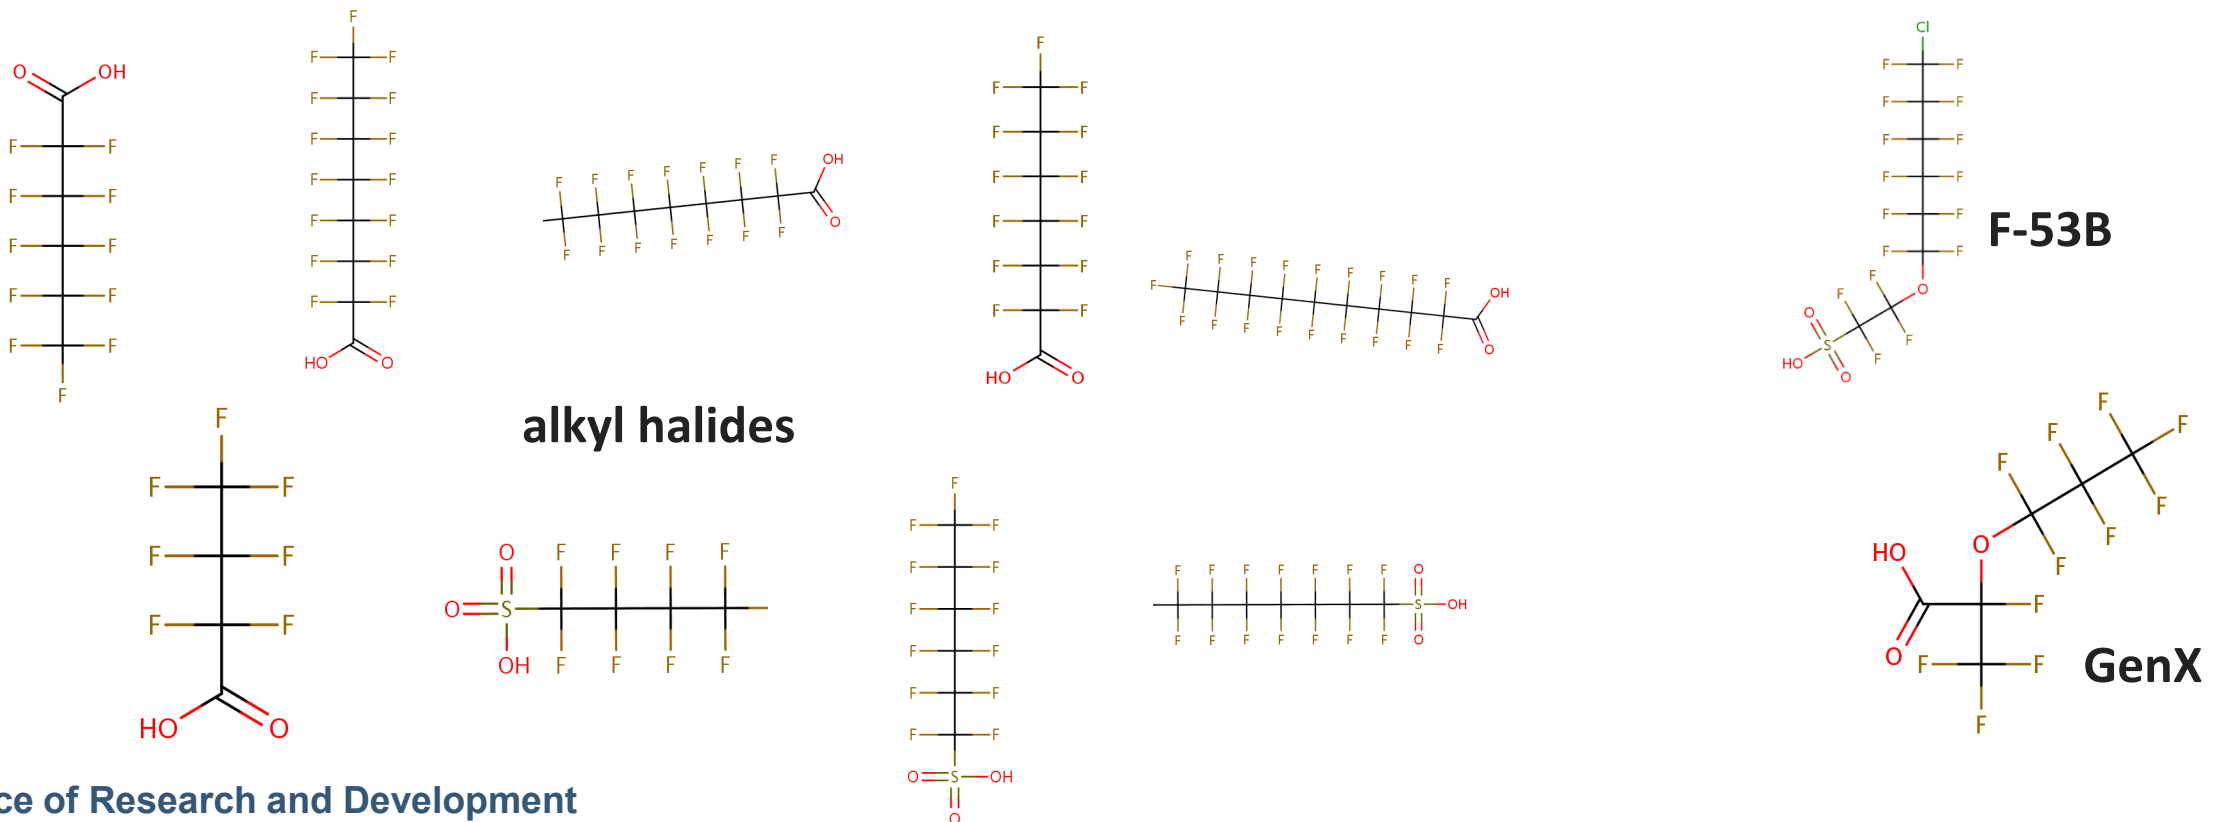 F-53B
alkyl halides
GenX
ce of Research and Development